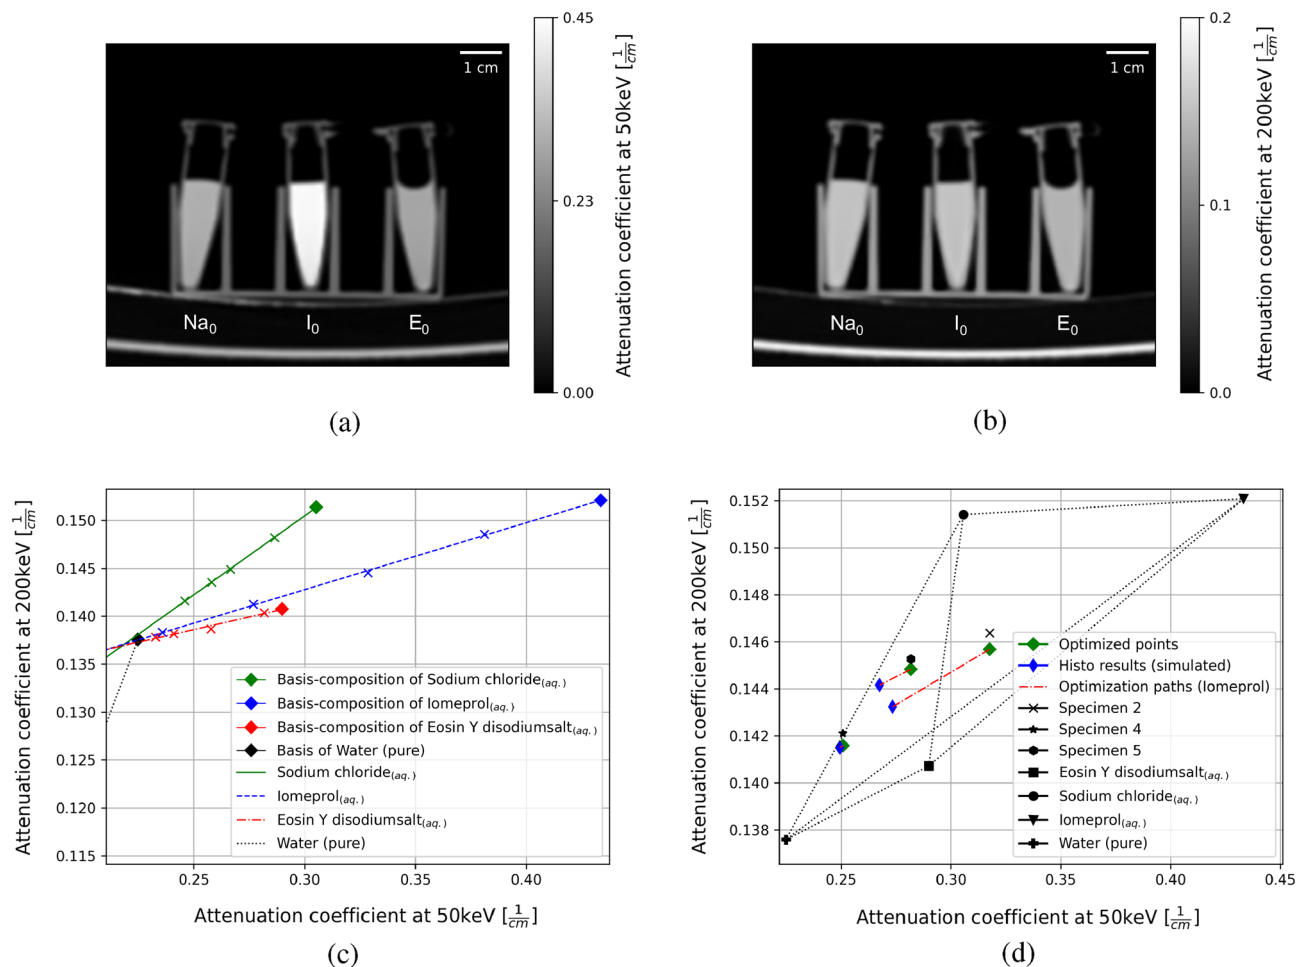 0.45
1 cm
0.23
0.00
Attenuation coefficient at 50keV [1/cm]
Na0
I0
E0
(a)
0.2
1 cm
0.1
0.0
Attenuation coefficient at 200keV [1/cm]
Na0
I0
E0
(b)
Attenuation coefficient at 200keV [1/cm]
0.150
0.145
0.140
0.135
0.130
0.125
0.120
0.115
Basis-composition of Sodium chloride(aq.)
Basis-composition of Iomeprol(aq.)
Basis-composition of Eosin Y disodiumsalt(aq.)
Basis of Water (pure)
Sodium chloride(aq.)
Iomeprol(aq.)
Eosin Y disodiumsalt(aq.)
Water (pure)
0.25
0.30
0.35
0.40
Attenuation coefficient at 50keV [1/cm]
(c)
Attenuation coefficient at 200keV [1/cm]
0.152
0.150
0.148
0.146
0.144
0.142
0.140
0.138
Optimized points
Histo results (simulated)
Optimization paths (Iomeprol)
Specimen 2
Specimen 4
Specimen 5
Eosin Y disodiumsalt(aq.)
Sodium chloride(aq.)
Iomeprol(aq.)
Water (pure)
0.25
0.30
0.35
0.40
0.45
Attenuation coefficient at 50keV [1/cm]
(d)